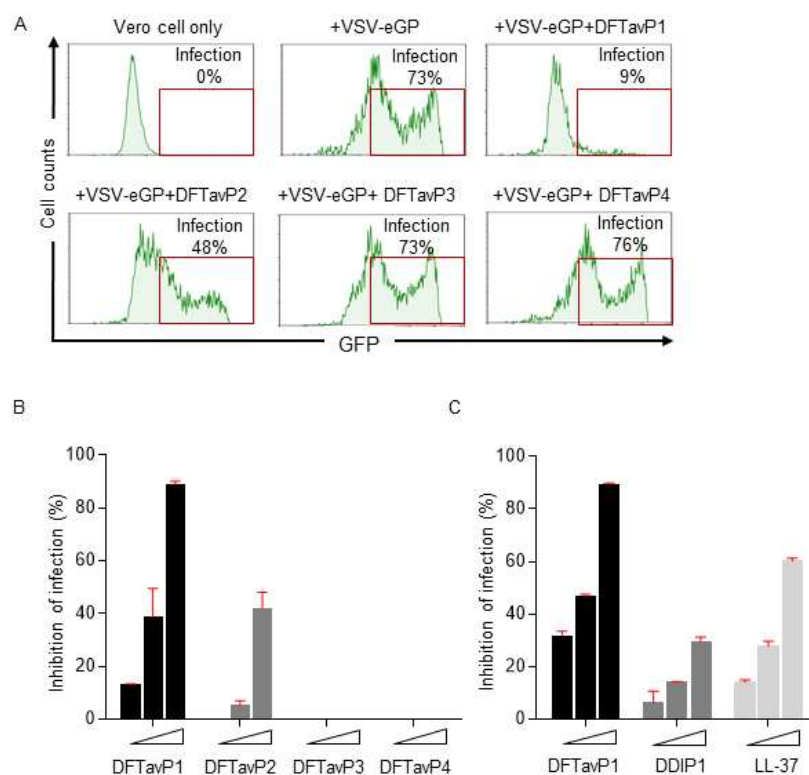 A
Vero cell only
+VSV-eGP
+VSV-eGP+DFTavP1
Infection
0%
Infection
73%
Infection
9%
+VSV-eGP+DFTavP2
+VSV-eGP+ DFTavP3
+VSV-eGP+ DFTavP4
Infection
48%
Infection
73%
Infection
76%
Cell counts
GFP
B
Inhibition of infection (%)
100
80
60
40
20
0
DFTavP1
DFTavP2
DFTavP3
DFTavP4
C
Inhibition of infection (%)
100
80
60
40
20
0
DFTavP1
DDIP1
LL-37